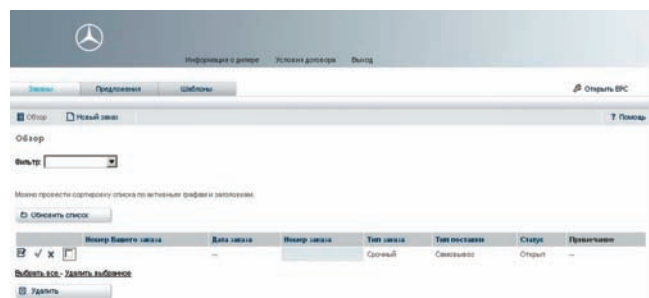 Информация о дилере Условия договора Выход
Заказы Предложения Шаблоны Открыть EPC
Обзор Новый заказ ? Помощь
Обзор
Фильтр:
Можно провести сортировку списка по активным графам и заголовкам.
Обновить список
Номер Вашего заказа Дата заказа Номер заказа Тип заказа Тип поставки Статус Примечание
-- Срочный Самовывоз Открыт --
Выбрать все - Удалить выбранное
Удалить